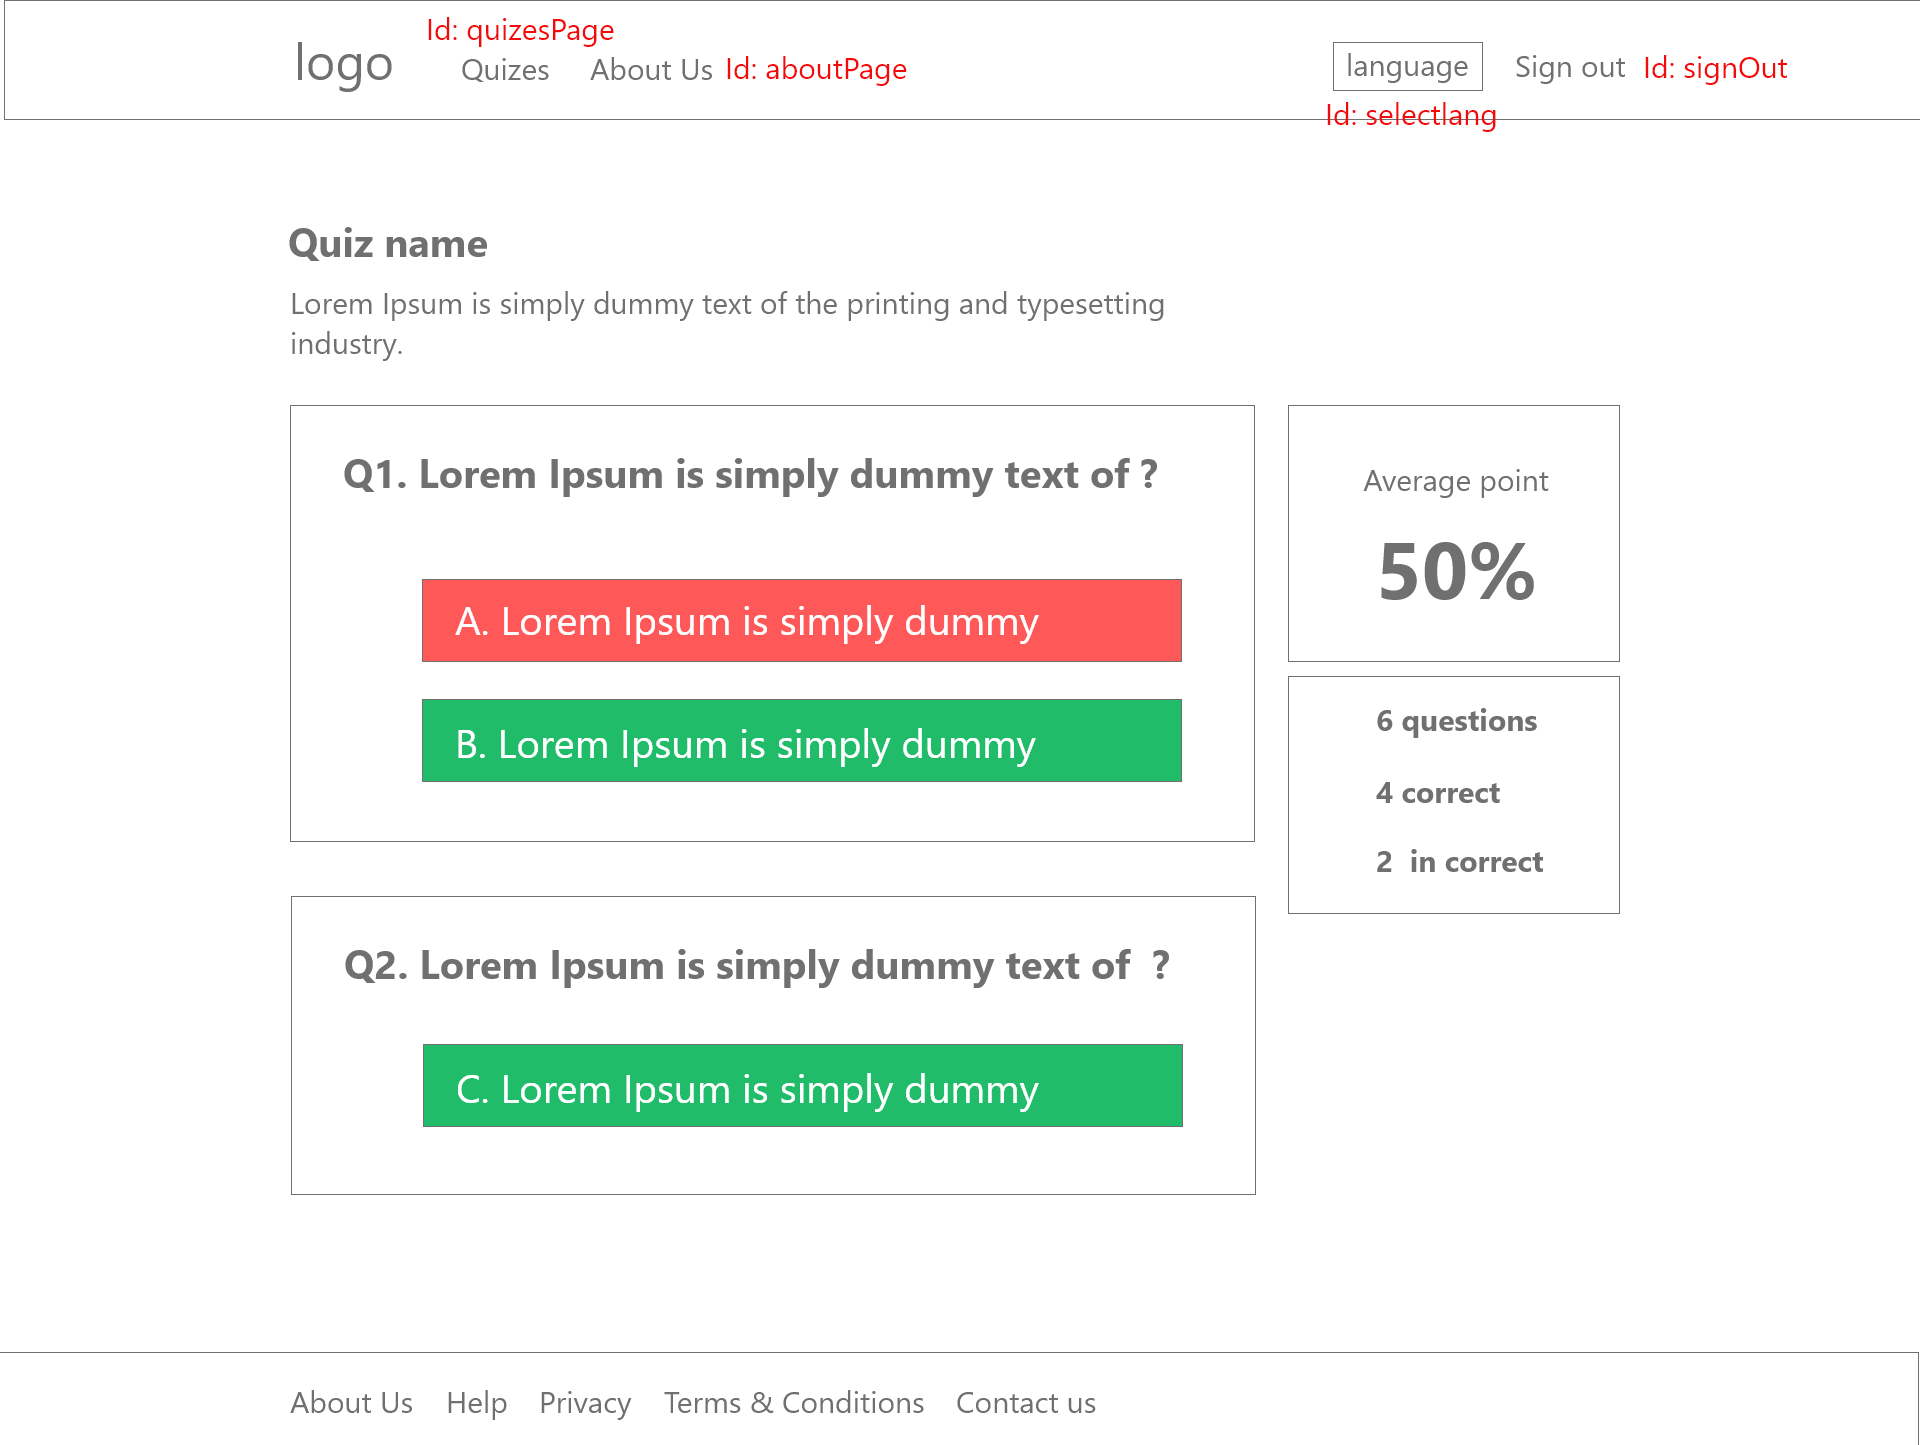 Id: quizesPage
logo
Quizes
About Us
Id: aboutPage
language
Sign out
Id: signOut
Id: selectlang
Quiz name
Lorem Ipsum is simply dummy text of the printing and typesetting
industry.
Q1. Lorem Ipsum is simply dummy text of ?
A. Lorem Ipsum is simply dummy
B. Lorem Ipsum is simply dummy
Average point
50%
6 questions
4 correct
2  in correct
Q2. Lorem Ipsum is simply dummy text of  ?
C. Lorem Ipsum is simply dummy
About Us
Help
Privacy
Terms & Conditions
Contact us